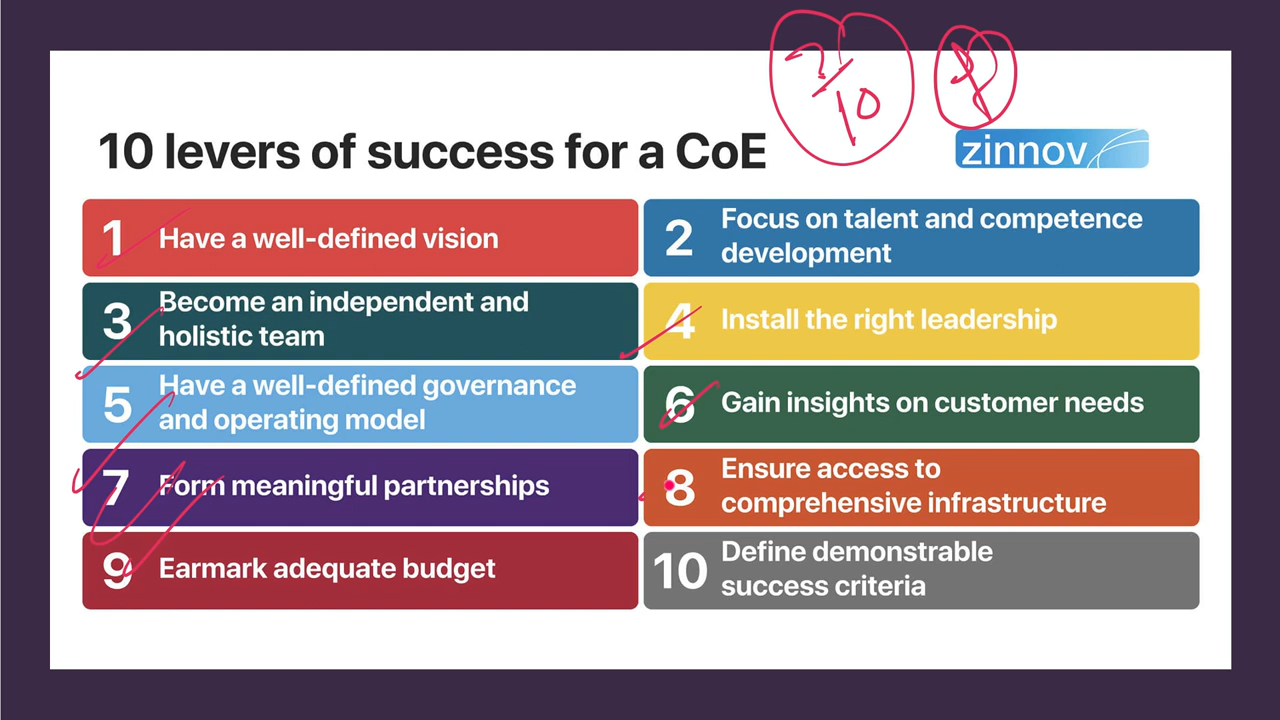 10 levers of success for a CoE
zinnov
1 Have a well-defined vision
2 Focus on talent and competence
development
3 Become an independent and
holistic team
4 Install the right leadership
5 Have a well-defined governance
and operating model
6 Gain insights on customer needs
7 Form meaningful partnerships
8 Ensure access to
comprehensive infrastructure
9 Earmark adequate budget
10 Define demonstrable
success criteria